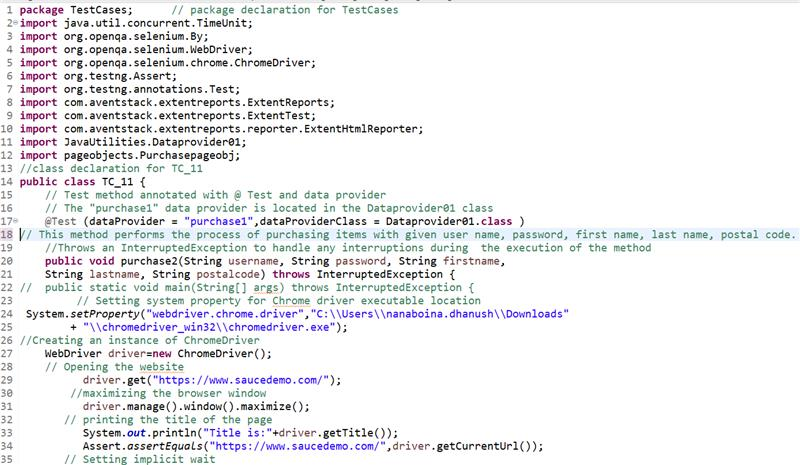 1 package TestCases;     // package declaration for TestCases
2 import java.util.concurrent.TimeUnit;
3 import org.openqa.selenium.By;
4 import org.openqa.selenium.WebDriver;
5 import org.openqa.selenium.chrome.ChromeDriver;
6 import org.testng.Assert;
7 import org.testng.annotations.Test;
8 import com.aventstack.extentreports.ExtentReports;
9 import com.aventstack.extentreports.ExtentTest;
10 import com.aventstack.extentreports.reporter.ExtentHtmlReporter;
11 import JavaUtilities.Dataprovider01;
12 import pageobjects.Purchasepageobj;
13 //class declaration for TC_11
14 public class TC_11 {
15 // Test method annotated with @ Test and data provider
16 // The "purchase1" data provider is located in the Dataprovider01 class
17 @Test (dataProvider = "purchase1",dataProviderClass = Dataprovider01.class )
18 // This method performs the process of purchasing items with given user name, password, first name, last name, postal code.
19 //Throws an InterruptedException to handle any interruptions during  the execution of the method
20 public void purchase2(String username, String password, String firstname,
21 String lastname, String postalcode) throws InterruptedException {
22 //  public static void main(String[] args) throws InterruptedException {
23 // Setting system property for Chrome driver executable location
24 System.setProperty("webdriver.chrome.driver","C:\\Users\\nanaboina.dhanush\\Downloads"
25 + "\\chromedriver_win32\\chromedriver.exe");
26 //Creating an instance of ChromeDriver
27 WebDriver driver=new ChromeDriver();
28 // Opening the website
29 driver.get("https://www.saucedemo.com/");
30 //maximizing the browser window
31 driver.manage().window().maximize();
32 // printing the title of the page
33 System.out.println("Title is:"+driver.getTitle());
34 Assert.assertEquals("https://www.saucedemo.com/",driver.getCurrentUrl());
35 // Setting implicit wait